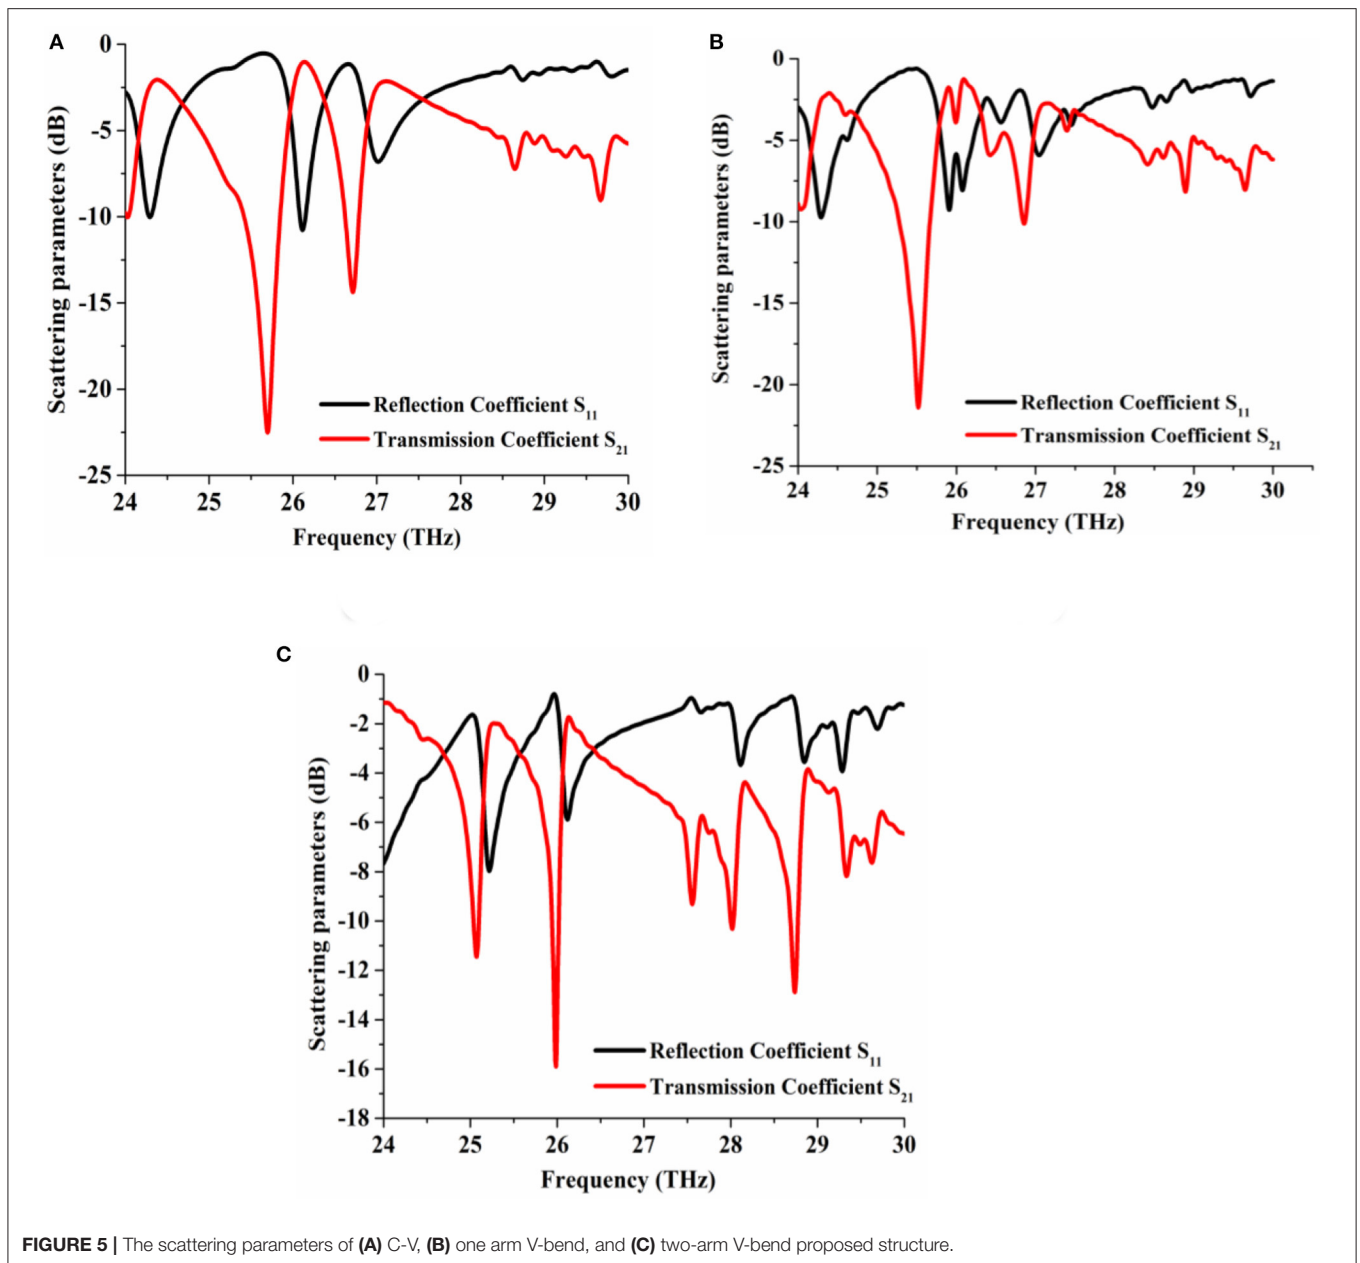 A
0
-5
-10
-15
-20
-25
Scattering parameters (dB)
Reflection Coefficient S11
Transmission Coefficient S21
24 25 26 27 28 29 30
Frequency (THz)
B
0
-5
-10
-15
-20
-25
Scattering parameters (dB)
Reflection Coefficient S11
Transmission Coefficient S21
24 25 26 27 28 29 30
Frequency (THz)
C
0
-2
-4
-6
-8
-10
-12
-14
-16
-18
Scattering parameters (dB)
Reflection Coefficient S11
Transmission Coefficient S21
24 25 26 27 28 29 30
Frequency (THz)
FIGURE 5 | The scattering parameters of (A) C-V, (B) one arm V-bend, and (C) two-arm V-bend proposed structure.